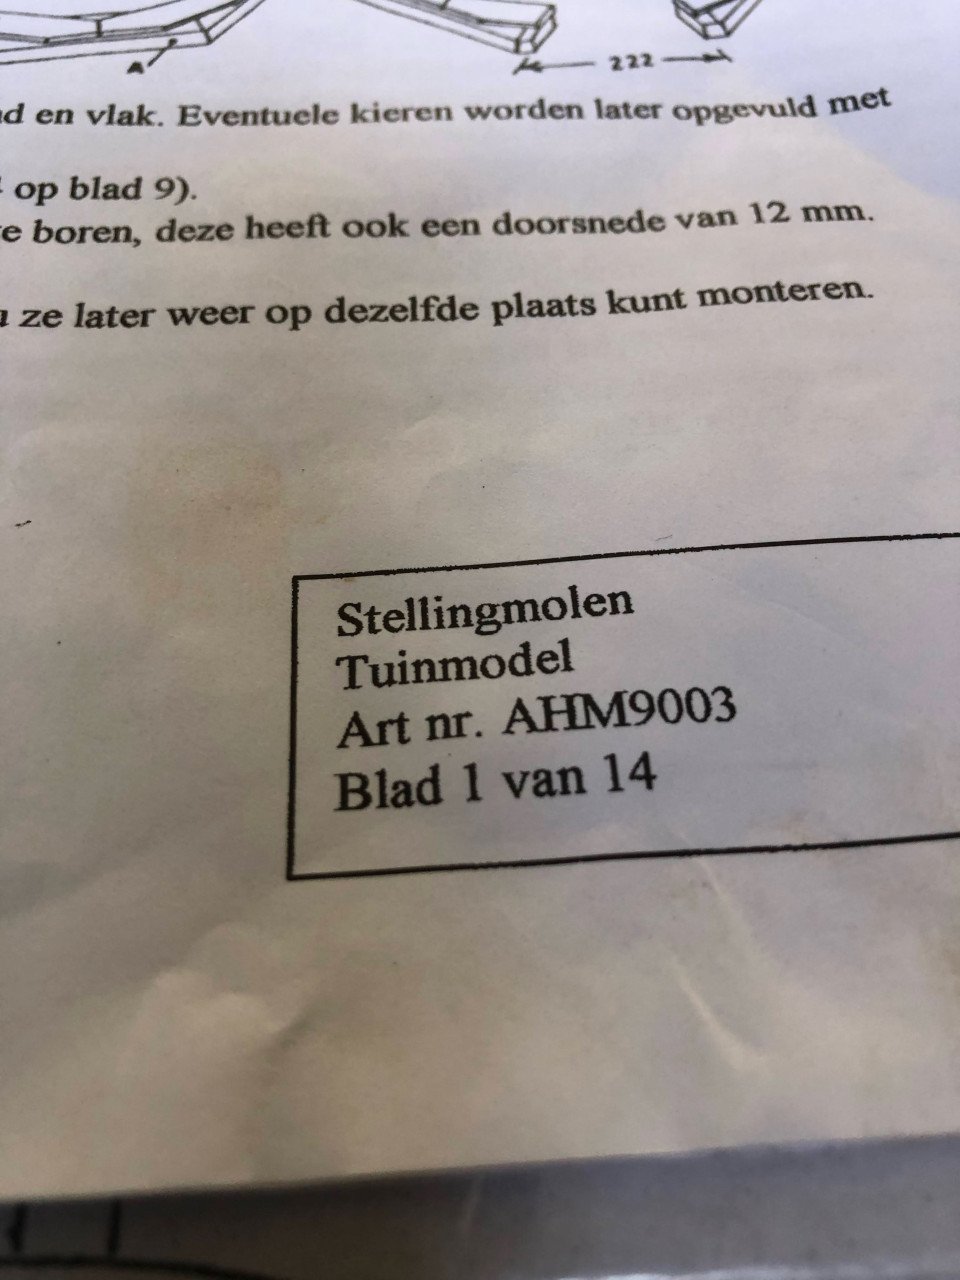 A
222
en vlak. Eventuele kieren worden later opgevuld met
op blad 9).
boren, deze heeft ook een doorsnede van 12 mm.
ze later weer op dezelfde plaats kunt monteren.
Stellingmolen
Tuinmodel
Art nr. AHM9003
Blad 1 van 14